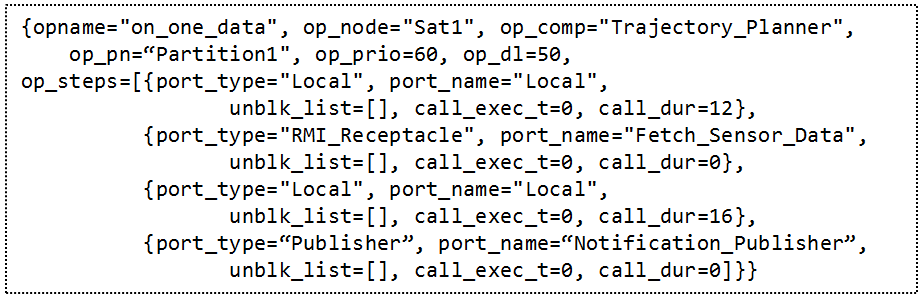 {opname="on_one_data", op_node="Sat1", op_comp="Trajectory_Planner",
op_pn=“Partition1", op_prio=60, op_dl=50,
op_steps=[{port_type="Local", port_name="Local",
unblk_list=[], call_exec_t=0, call_dur=12},
{port_type="RMI_Receptacle", port_name="Fetch_Sensor_Data",
unblk_list=[], call_exec_t=0, call_dur=0},
{port_type="Local", port_name="Local",
unblk_list=[], call_exec_t=0, call_dur=16},
{port_type=“Publisher”, port_name=“Notification_Publisher”,
unblk_list=[], call_exec_t=0, call_dur=0]}}